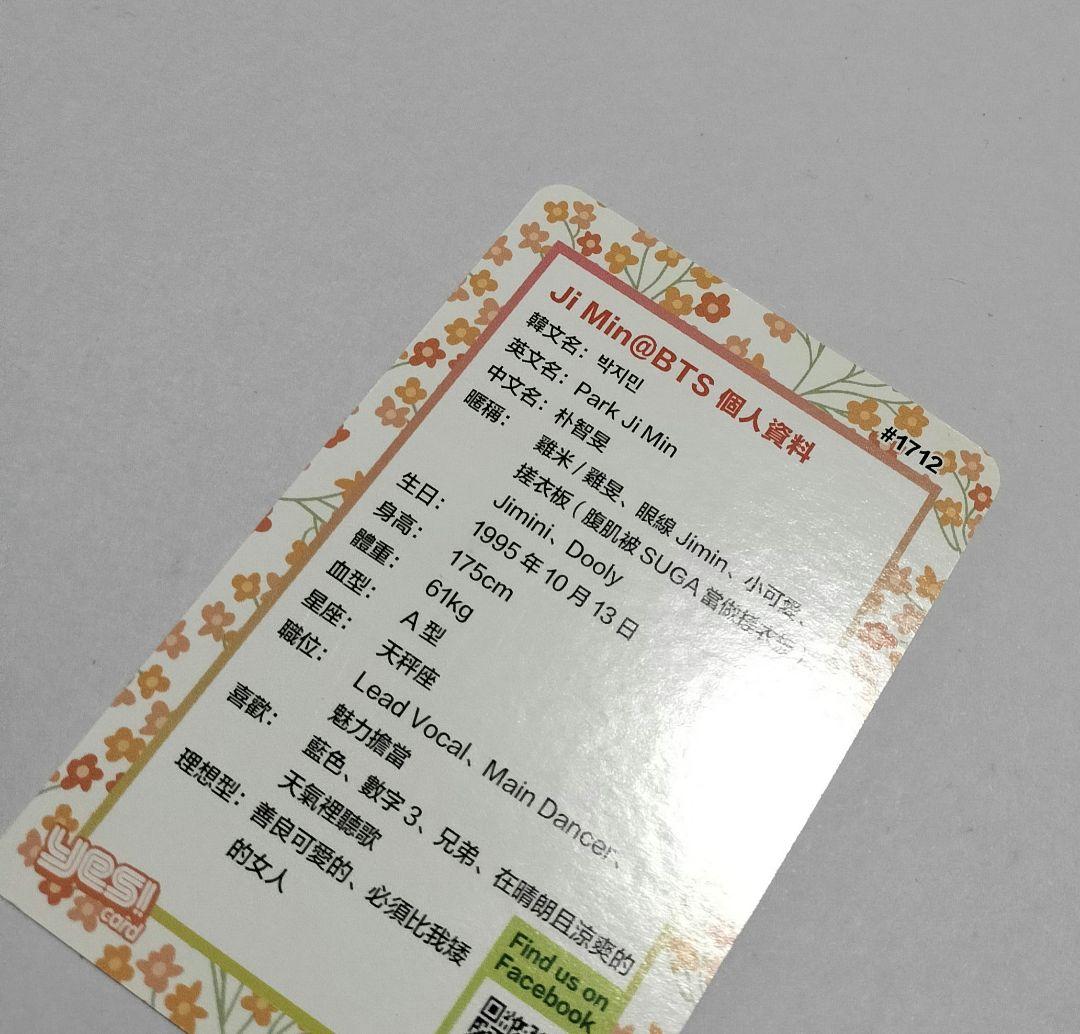 Ji Min@BTS 個人資料
#1712
韓文名：박지민
英文名：Park Ji Min
中文名：朴智旻
暱稱：雞米 / 雞旻、眼線 Jimin、小可愛、
搓衣板 ( 腹肌被 SUGA 當做搓衣板
Jimini、Dooly
生日：1995 年 10 月 13 日
身高：175cm
體重：61kg
血型：A 型
星座：天秤座
職位：Lead Vocal、Main Dancer、
魅力擔當
喜歡：藍色、數字 3、兄弟、在晴朗且涼爽的
天氣裡聽歌
理想型：善良可愛的、必須比我矮
的女人
yes!
card
Find us on
Facebook